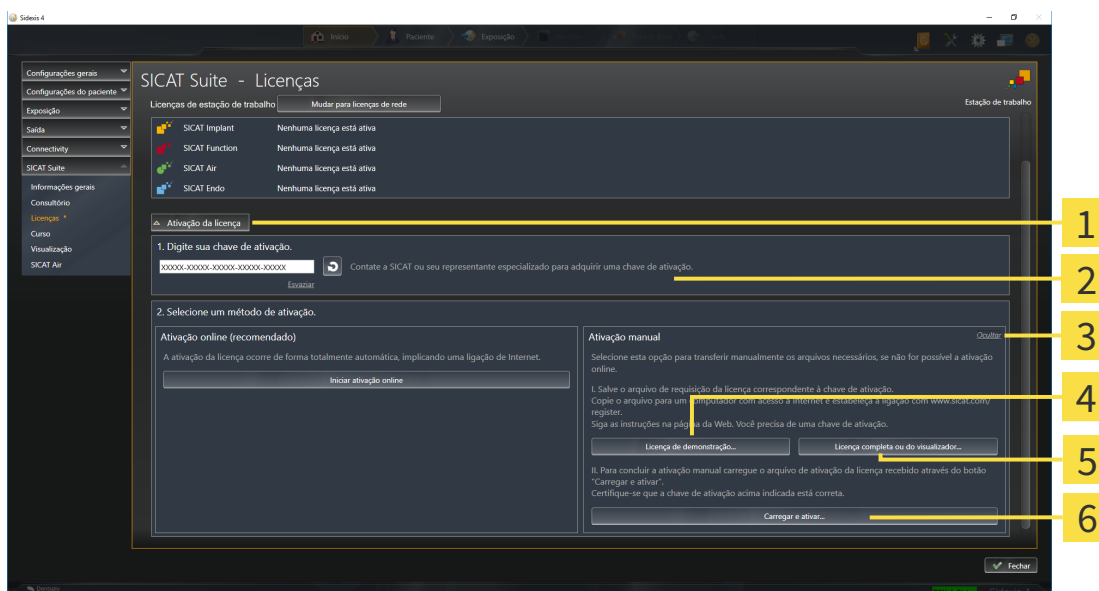 Sidexis 4
Início
Paciente
Exposição
Configurações gerais
Configurações do paciente
Exposição
Saída
Connectivity
SICAT Suite
Informações gerais
Consultório
Licenças *
Curso
Visualização
SICAT Air
SICAT Suite - Licenças
Licenças de estação de trabalho
Mudar para licenças de rede
Estação de trabalho
SICAT Implant Nenhuma licença está ativa
SICAT Function Nenhuma licença está ativa
SICAT Air Nenhuma licença está ativa
SICAT Endo Nenhuma licença está ativa
Ativação da licença
1. Digite sua chave de ativação.
XXXXX-XXXXX-XXXXX-XXXXX-XXXXX
Contate a SICAT ou seu representante especializado para adquirir uma chave de ativação.
Esvaziar
2. Selecione um método de ativação.
Ativação online (recomendado)
A ativação da licença ocorre de forma totalmente automática, implicando uma ligação de Internet.
Iniciar ativação online
Ativação manual
Ocultar
Selecione esta opção para transferir manualmente os arquivos necessários, se não for possível a ativação
online.
I. Salve o arquivo de requisição da licença correspondente à chave de ativação.
Copie o arquivo para um computador com acesso à Internet e estabeleça a ligação com www.sicat.com/
register.
Siga as instruções na página da Web. Você precisa de uma chave de ativação.
Licença de demonstração...
Licença completa ou do visualizador...
II. Para concluir a ativação manual carregue o arquivo de ativação da licença recebido através do botão
"Carregar e ativar".
Certifique-se que a chave de ativação acima indicada está correta.
Carregar e ativar...
Fechar
1
2
3
4
5
6